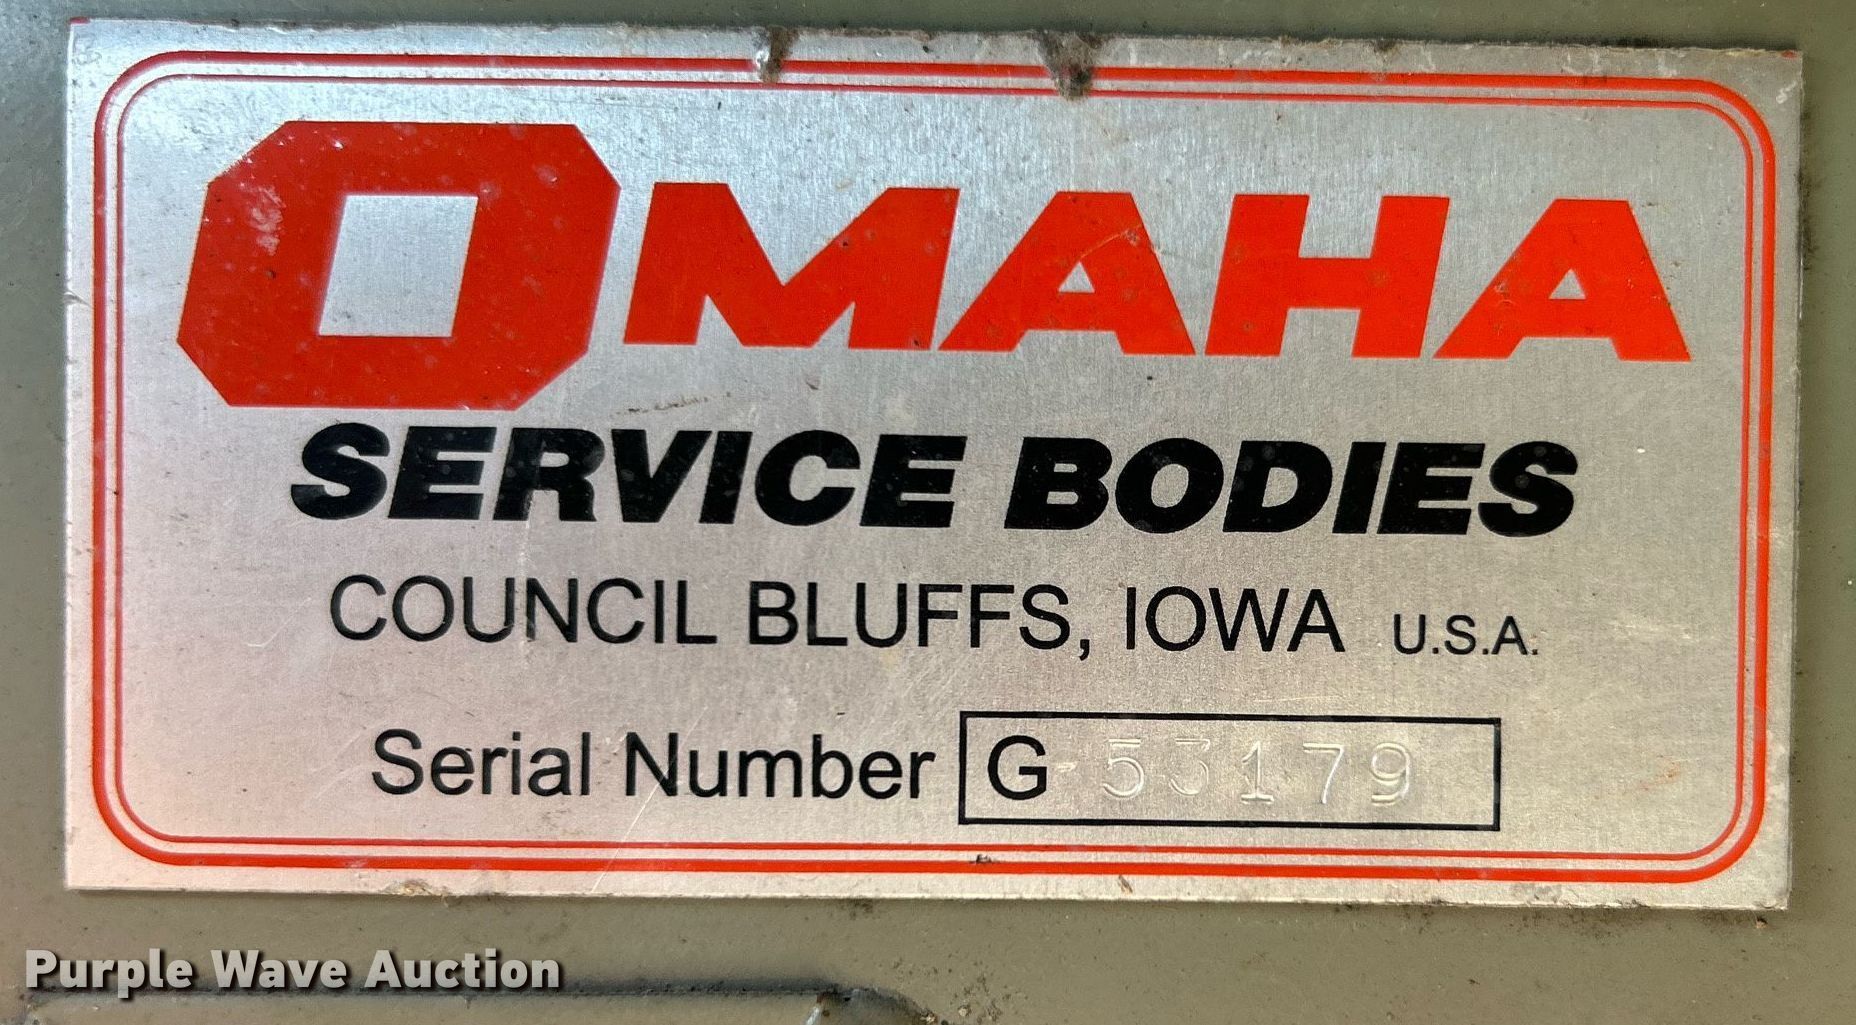 OMAHA
SERVICE BODIES
COUNCIL BLUFFS, IOWA U.S.A.
Serial Number G 53179
Purple Wave Auction